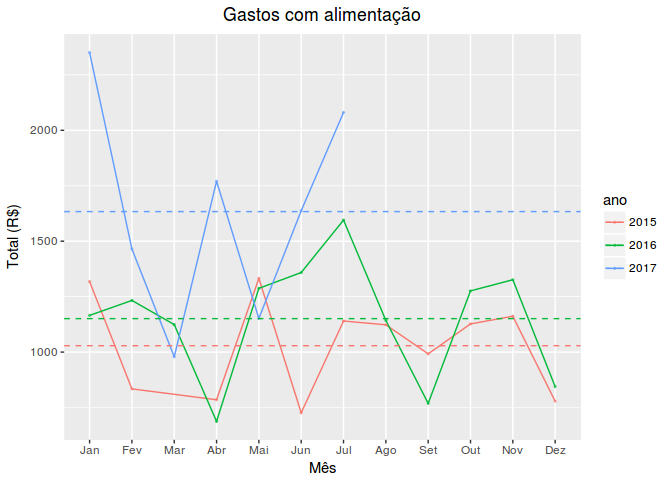 Gastos com alimentação
Total (R$)
2000
1500
1000
Jan Fev Mar Abr Mai Jun Jul Ago Set Out Nov Dez
Mês
ano
2015
2016
2017